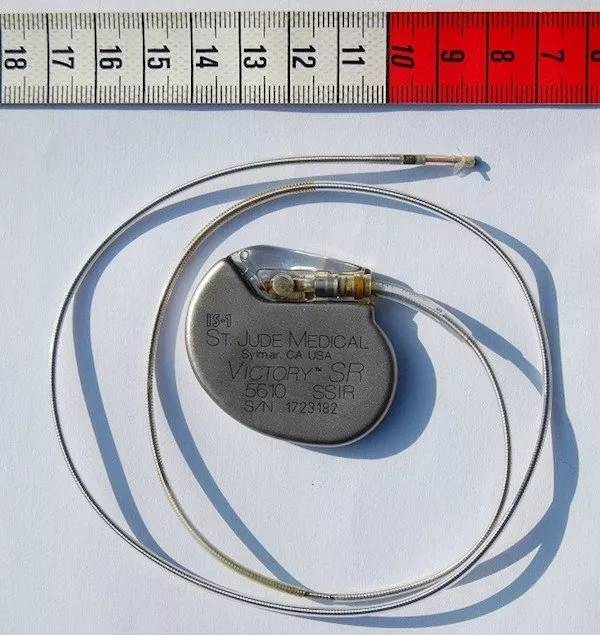 18 17 16 15 14 13 12 11 10 9 8 7
IS-1
ST. JUDE MEDICAL
Sylmar, CA USA
VICTORY™ SR
5610 SSIR
S/N 1723182